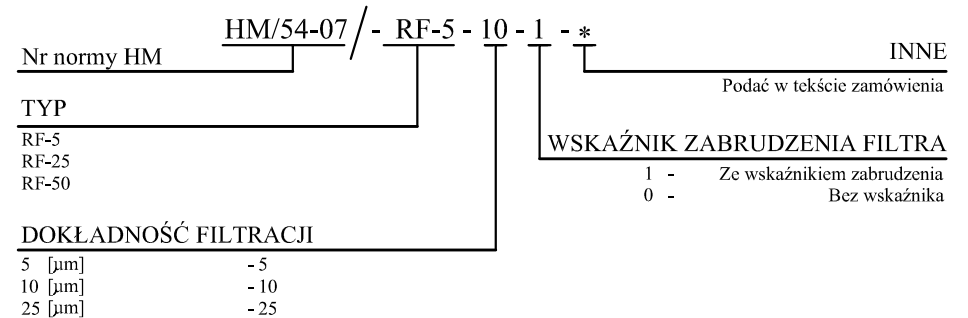 HM/54-07/ - RF-5 - 10 - 1 - *
Nr normy HM
INNE
Podać w tekście zamówienia
TYP
RF-5
RF-25
RF-50
WSKAŹNIK ZABRUDZENIA FILTRA
1 - Ze wskaźnikiem zabrudzenia
0 - Bez wskaźnika
DOKŁADNOŚĆ FILTRACJI
5 [µm] - 5
10 [µm] - 10
25 [µm] - 25